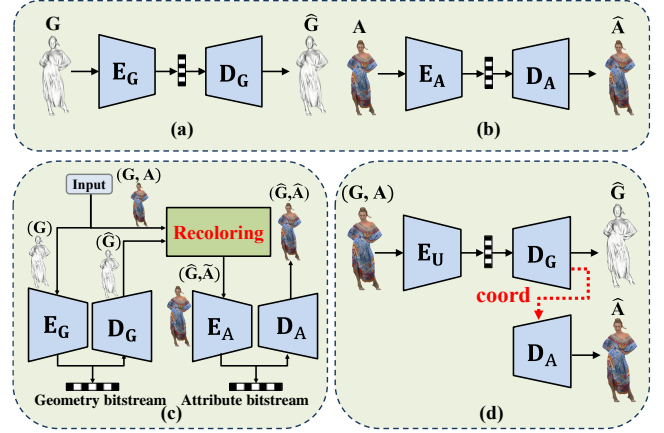 G
Ĝ
A
Â
E_G
D_G
E_A
D_A
(a)
(b)
Input
(G, A)
(G)
(Ĝ)
Recoloring
(Ĝ,Â)
(Ĝ,Ã)
E_G
D_G
E_A
D_A
Geometry bitstream
(c)
Attribute bitstream
(G, A)
Ĝ
E_U
D_G
coord
Â
D_A
(d)